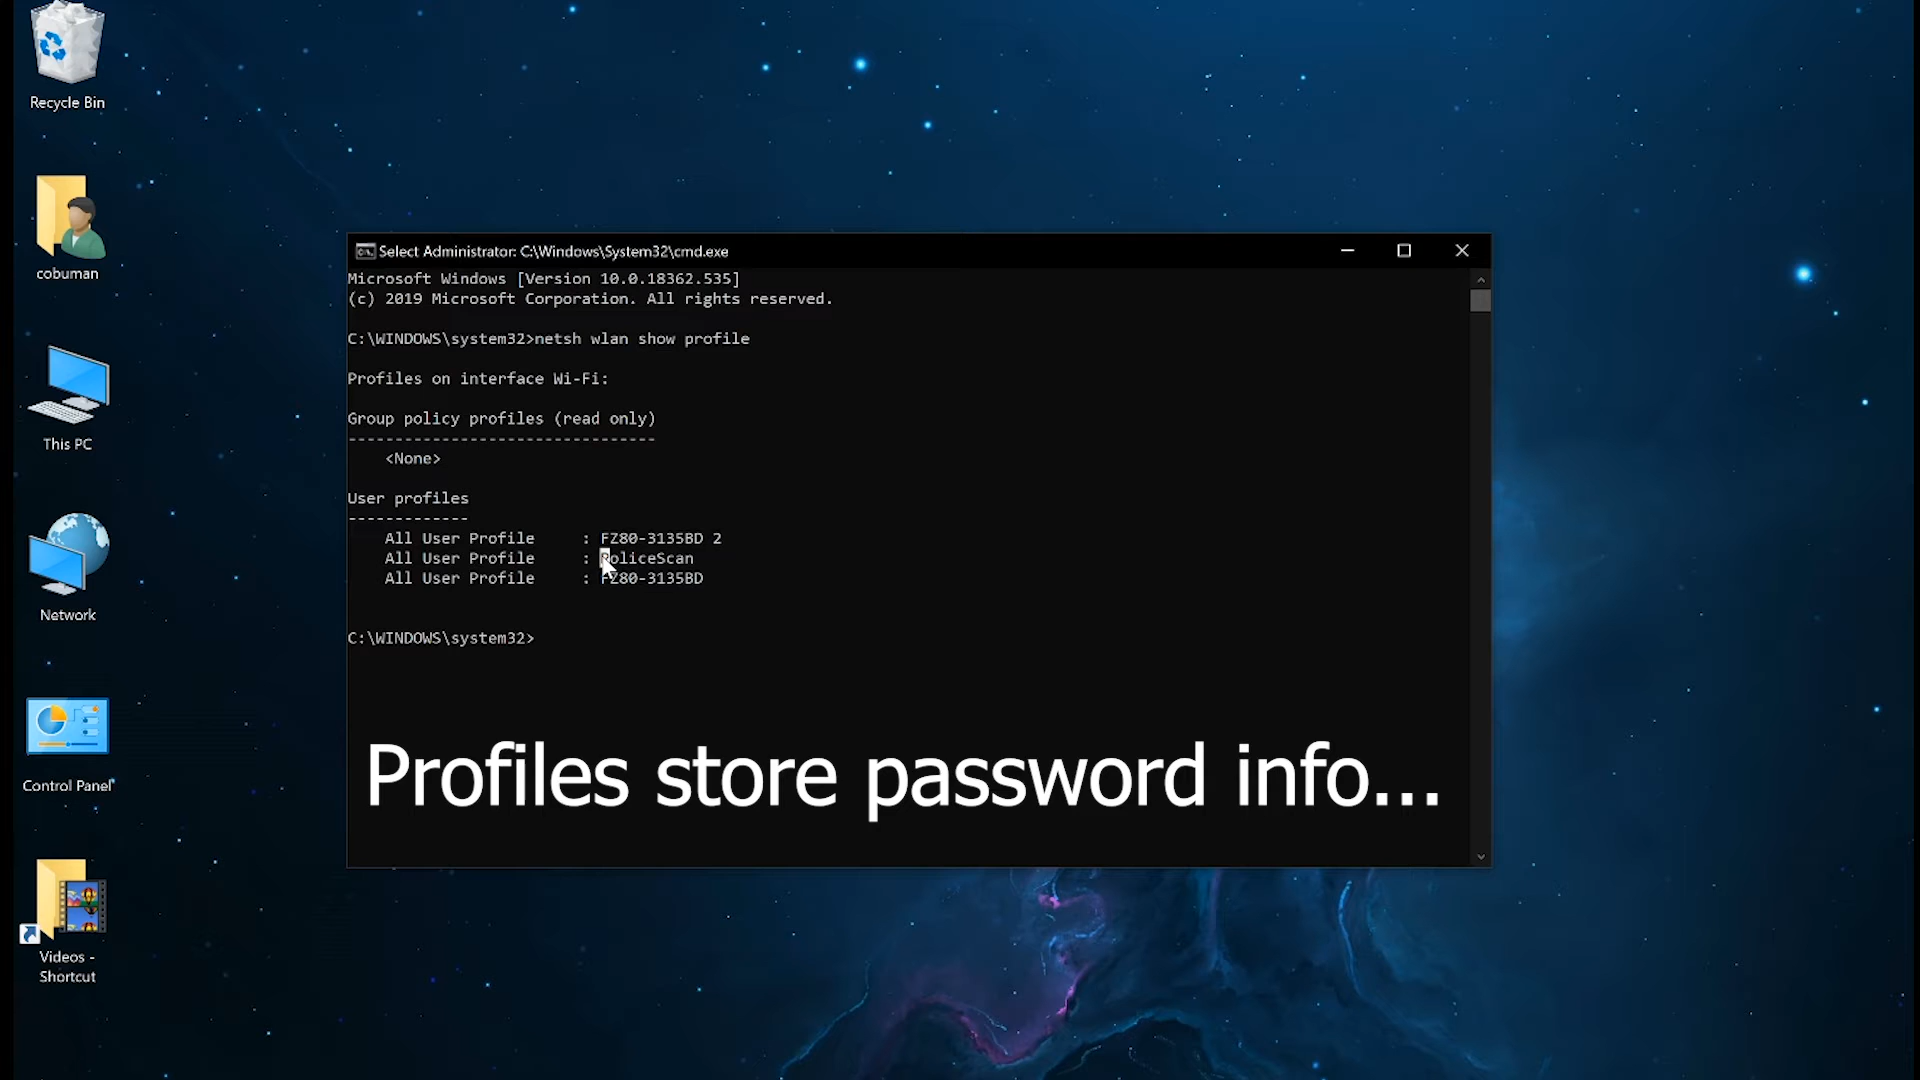 Recycle Bin
cobuman
This PC
Network
Control Panel
Videos -
Shortcut
Select Administrator: C:\Windows\System32\cmd.exe
Microsoft Windows [Version 10.0.18362.535]
(c) 2019 Microsoft Corporation. All rights reserved.
C:\WINDOWS\system32>netsh wlan show profile
Profiles on interface Wi-Fi:
Group policy profiles (read only)
---------------------------------
<None>
User profiles
-------------
All User Profile     : FZ80-3135BD 2
All User Profile     : PoliceScan
All User Profile     : FZ80-3135BD
C:\WINDOWS\system32>
Profiles store password info...